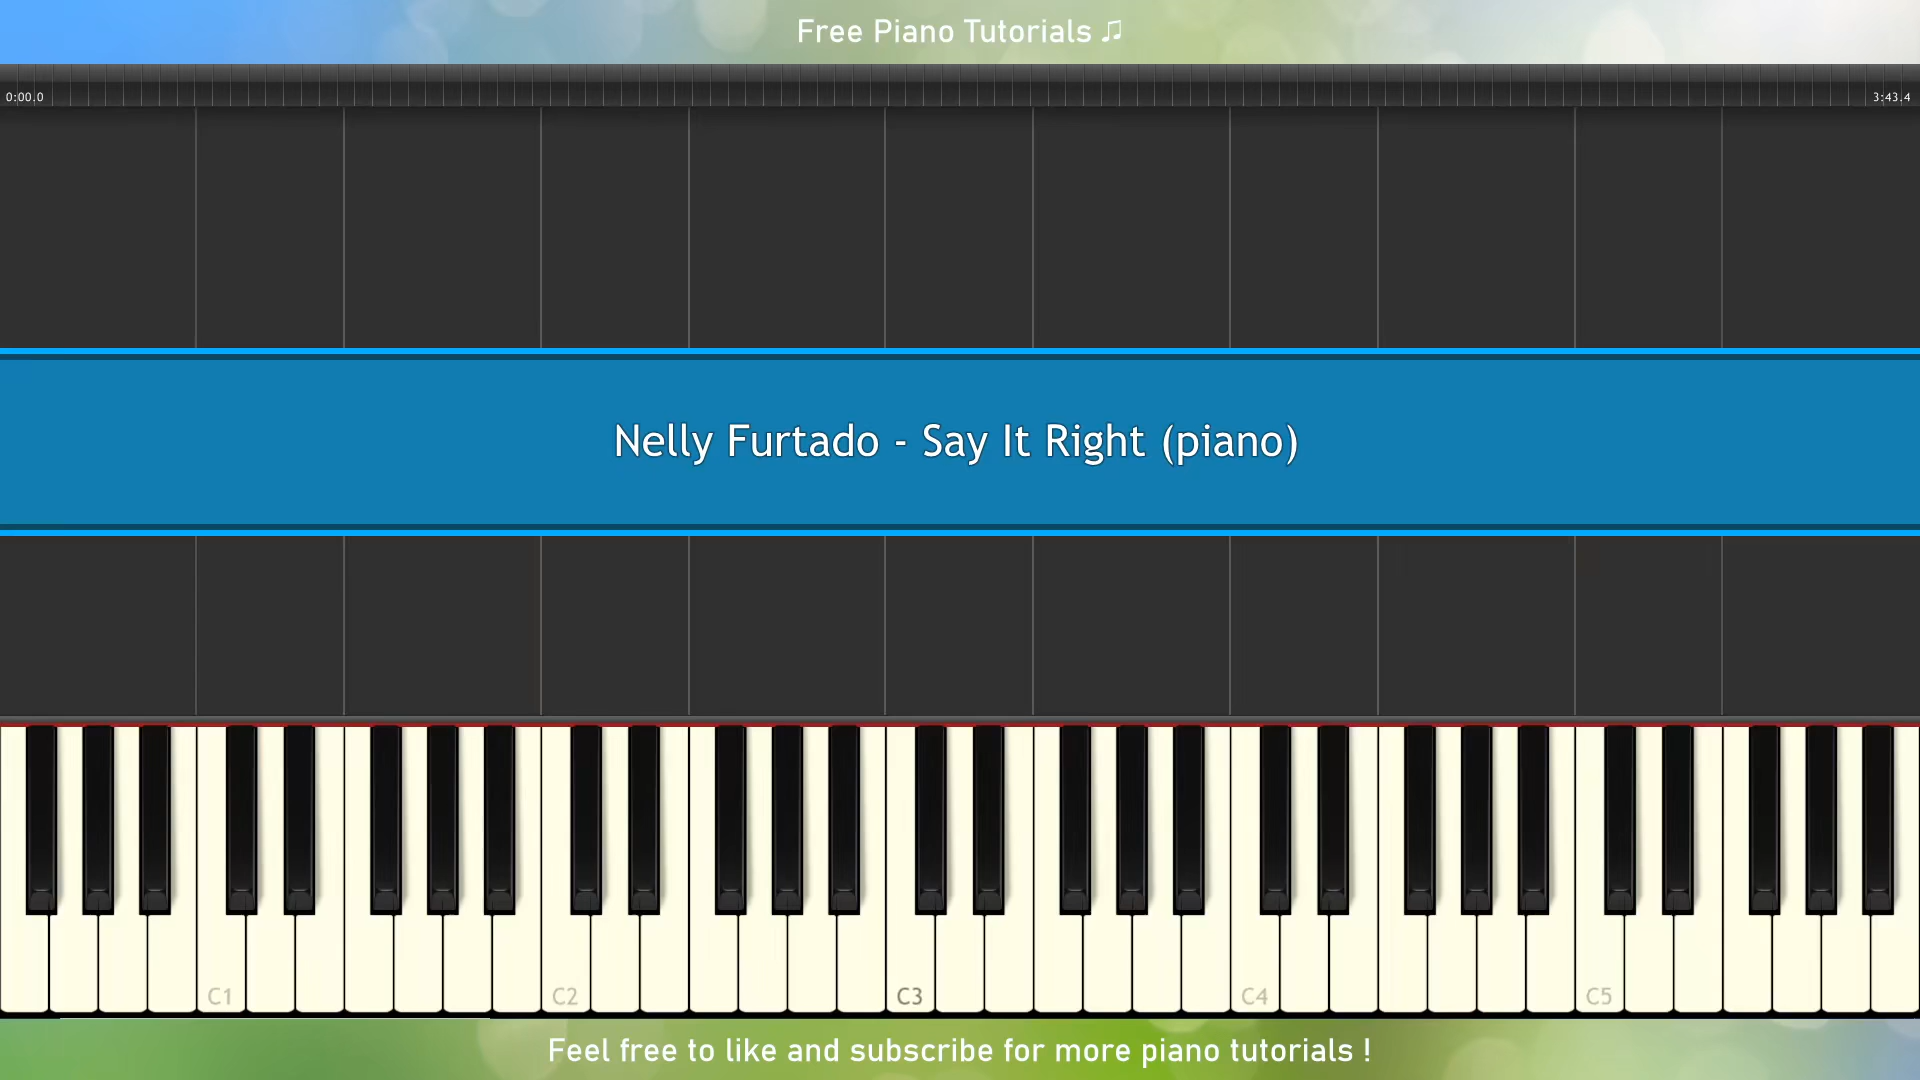 Free Piano Tutorials ♫
0:00.0
3:43.4
Nelly Furtado - Say It Right (piano)
C1 C2 C3 C4 C5
Feel free to like and subscribe for more piano tutorials !